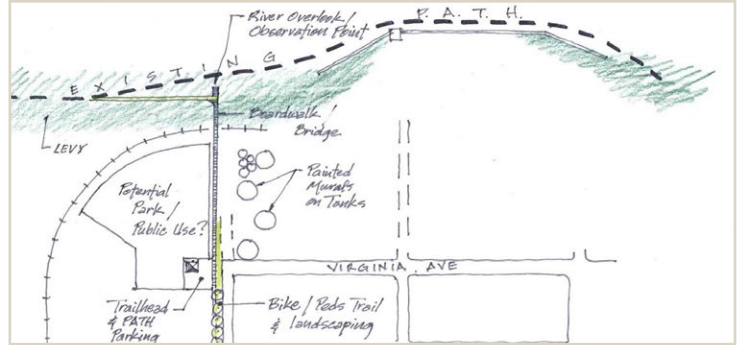 River Overlook/
Observation Point
EXISTING P.A.T.H.
Boardwalk/
Bridge
LEVY
Painted
Murals
on Tanks
Potential
Park/
Public Use?
VIRGINIA AVE
Trailhead
& PATH
Parking
Bike/Peds Trail
& landscaping